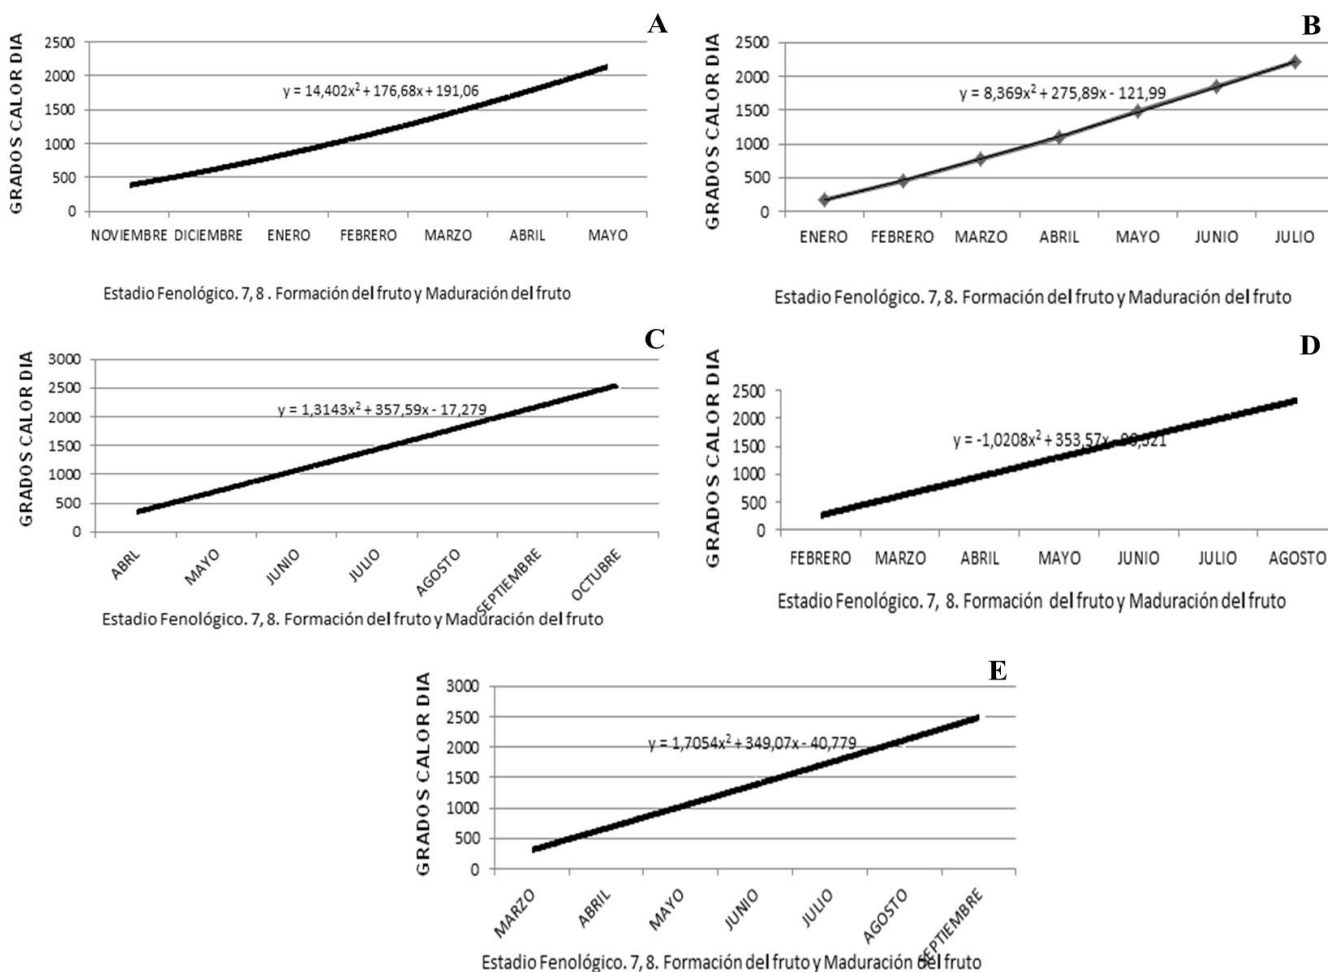 A
GRADOS CALOR DIA
2500
2000
1500
1000
500
0
y = 14,402x² + 176,68x + 191,06
NOVIEMBRE DICIEMBRE ENERO FEBRERO MARZO ABRIL MAYO
Estadio Fenológico. 7, 8 . Formación del fruto y Maduración del fruto
B
GRADOS CALOR DIA
2500
2000
1500
1000
500
0
y = 8,369x² + 275,89x - 121,99
ENERO FEBRERO MARZO ABRIL MAYO JUNIO JULIO
Estadio Fenológico. 7, 8. Formación del fruto y Maduración del fruto
C
GRADOS CALOR DIA
3000
2500
2000
1500
1000
500
0
y = 1,3143x² + 357,59x - 17,279
ABRL MAYO JUNIO JULIO AGOSTO SEPTIEMBRE OCTUBRE
Estadio Fenológico. 7, 8. Formación del fruto y Maduración del fruto
D
GRADOS CALOR DIA
2500
2000
1500
1000
500
0
y = -1,0208x² + 353,57x
FEBRERO MARZO ABRIL MAYO JUNIO JULIO AGOSTO
Estadio Fenológico. 7, 8. Formación del fruto y Maduración del fruto
E
GRADOS CALOR DIA
3000
2500
2000
1500
1000
500
0
y = 1,7054x² + 349,07x - 40,779
MARZO ABRIL MAYO JUNIO JULIO AGOSTO SEPTIEMBRE
Estadio Fenológico. 7, 8. Formación del fruto y Maduración del fruto